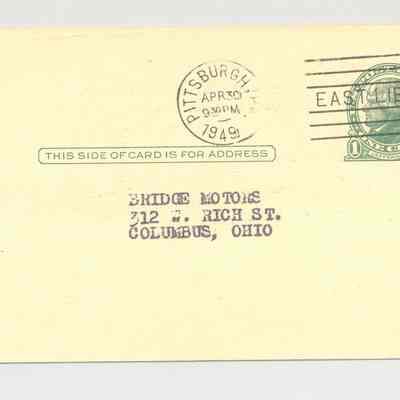 PITTSBURGH,
APR 30
9 30 PM
1949
EAST LIB
1
THIS SIDE OF CARD IS FOR ADDRESS
BRIDGE MOTORS
312 W. RICH ST.
COLUMBUS, OHIO